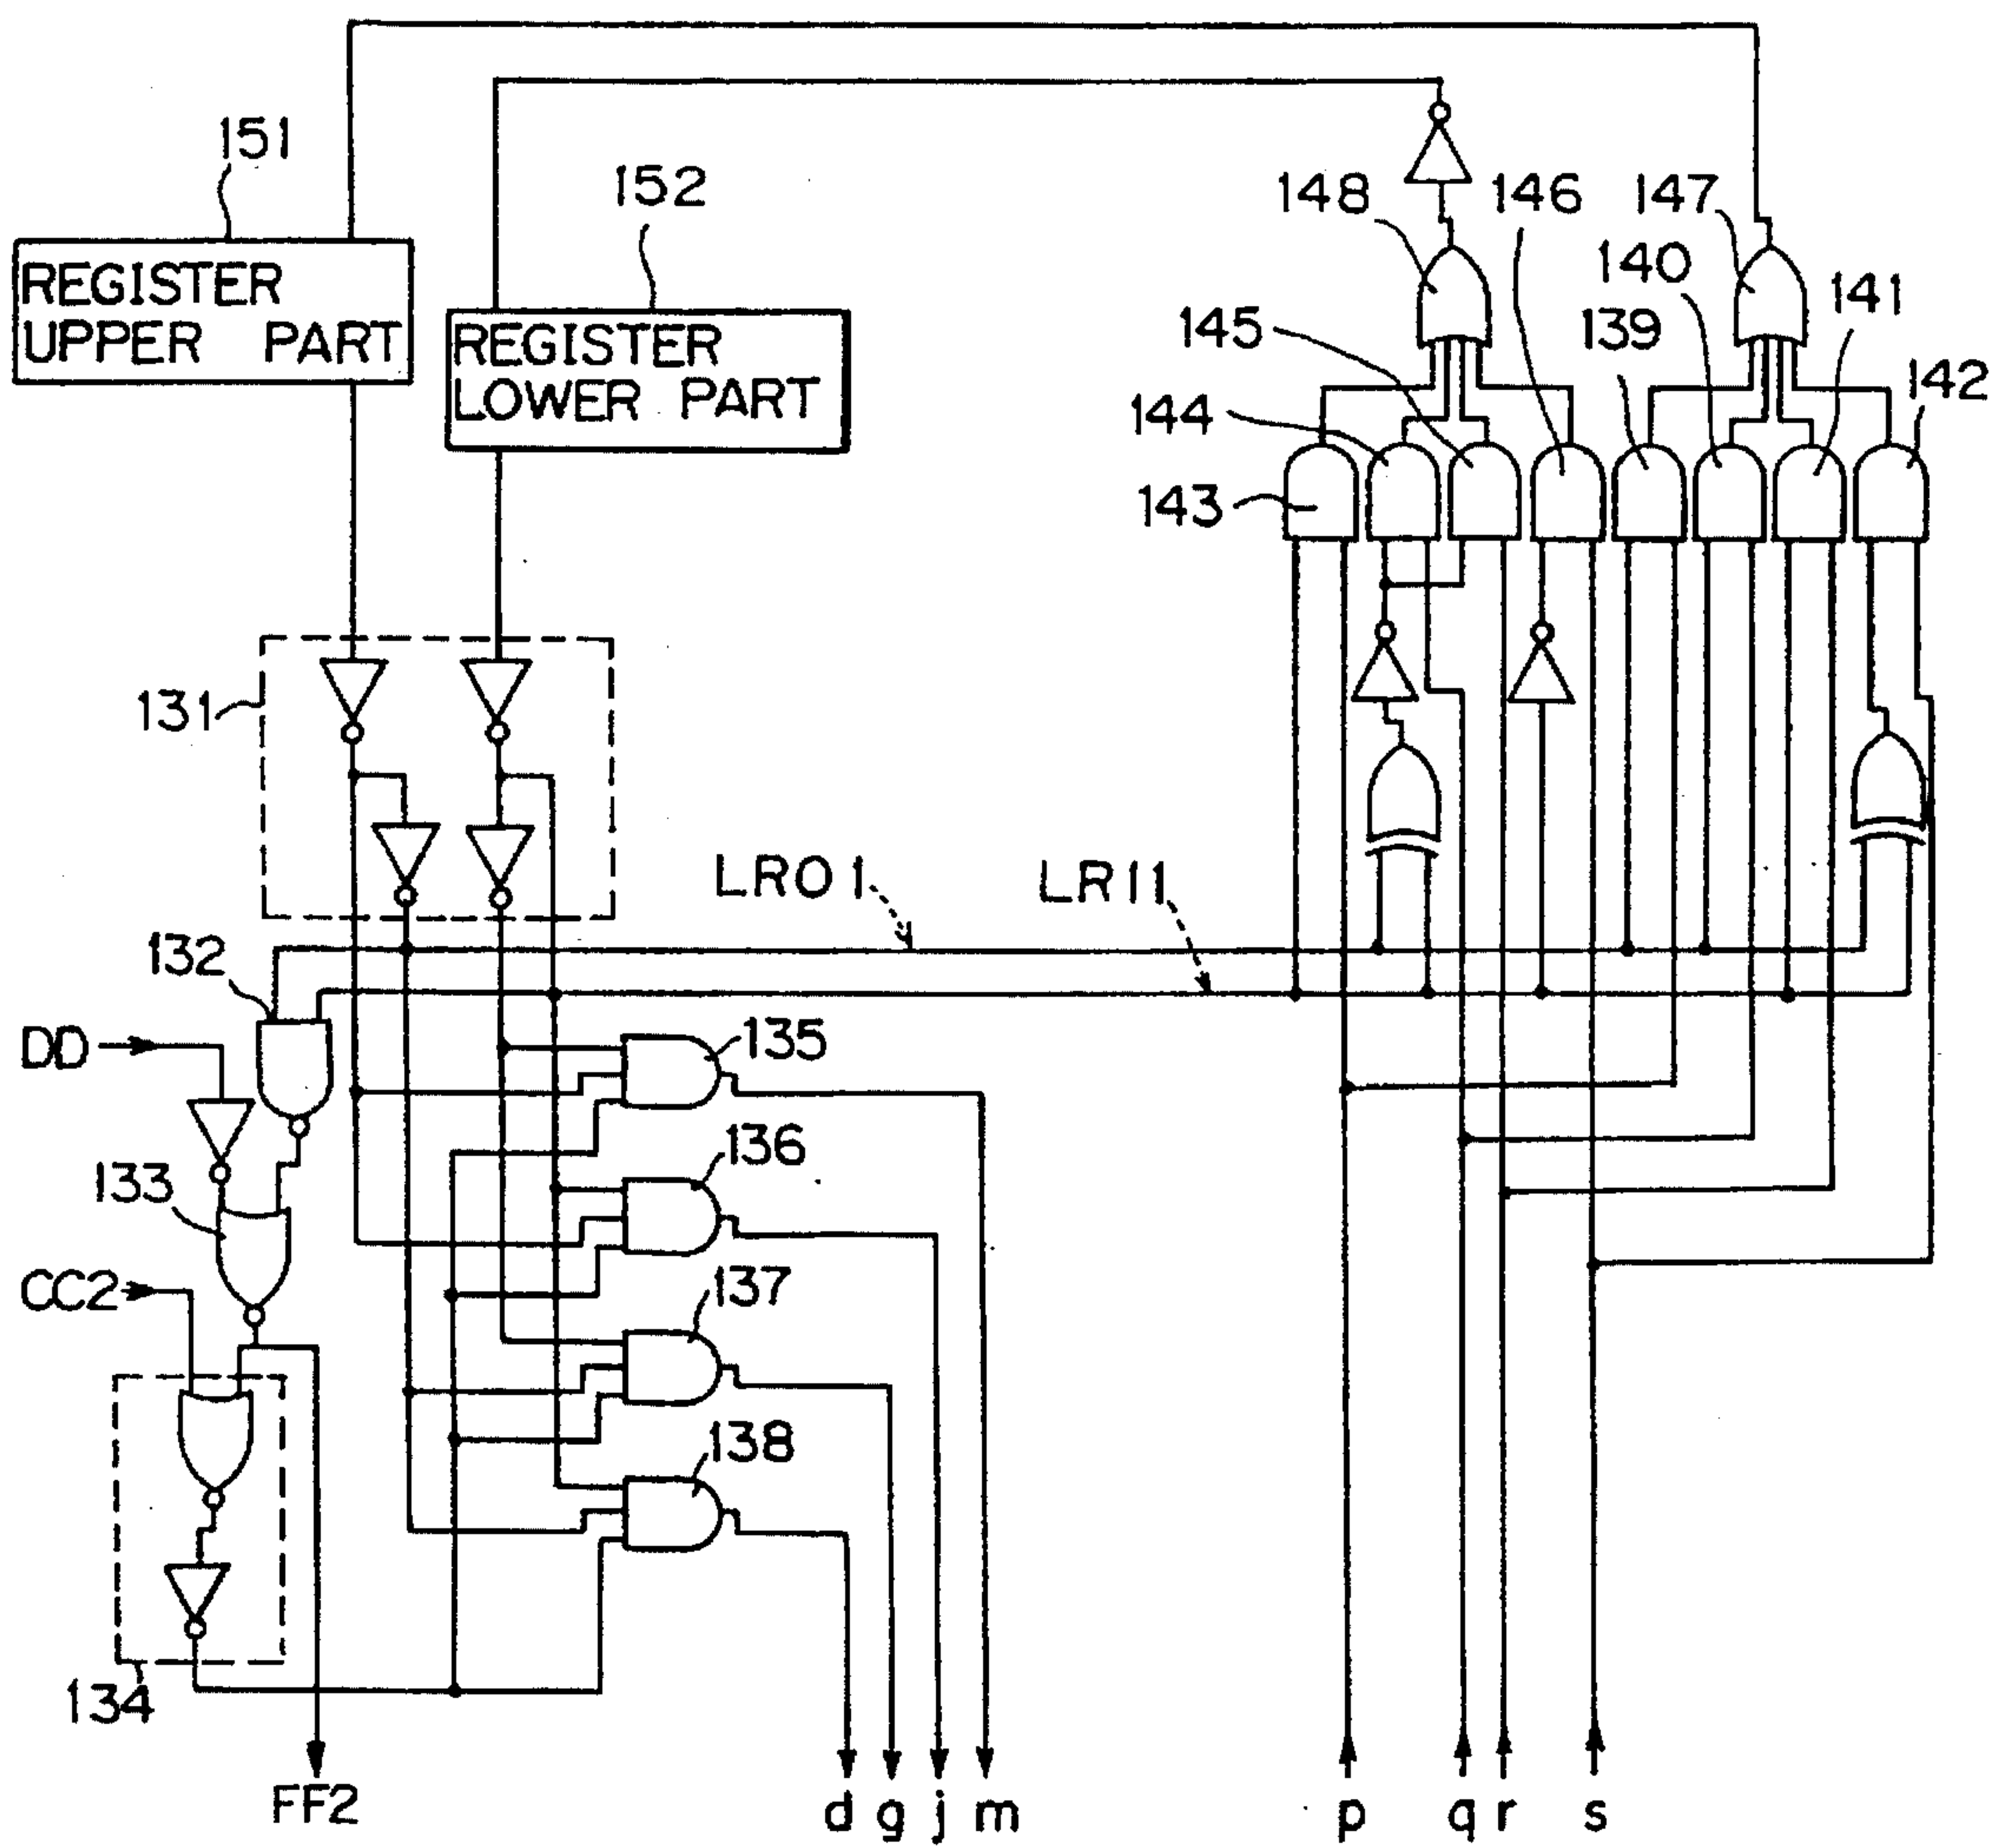 151
152
148
146
147
140
139
141
145
142
144
143
REGISTER
UPPER PART
REGISTER
LOWER PART
131
LR01
LR11
132
DD
135
136
133
CC2
137
138
134
FF2
d
g
j
m
p
q
r
s